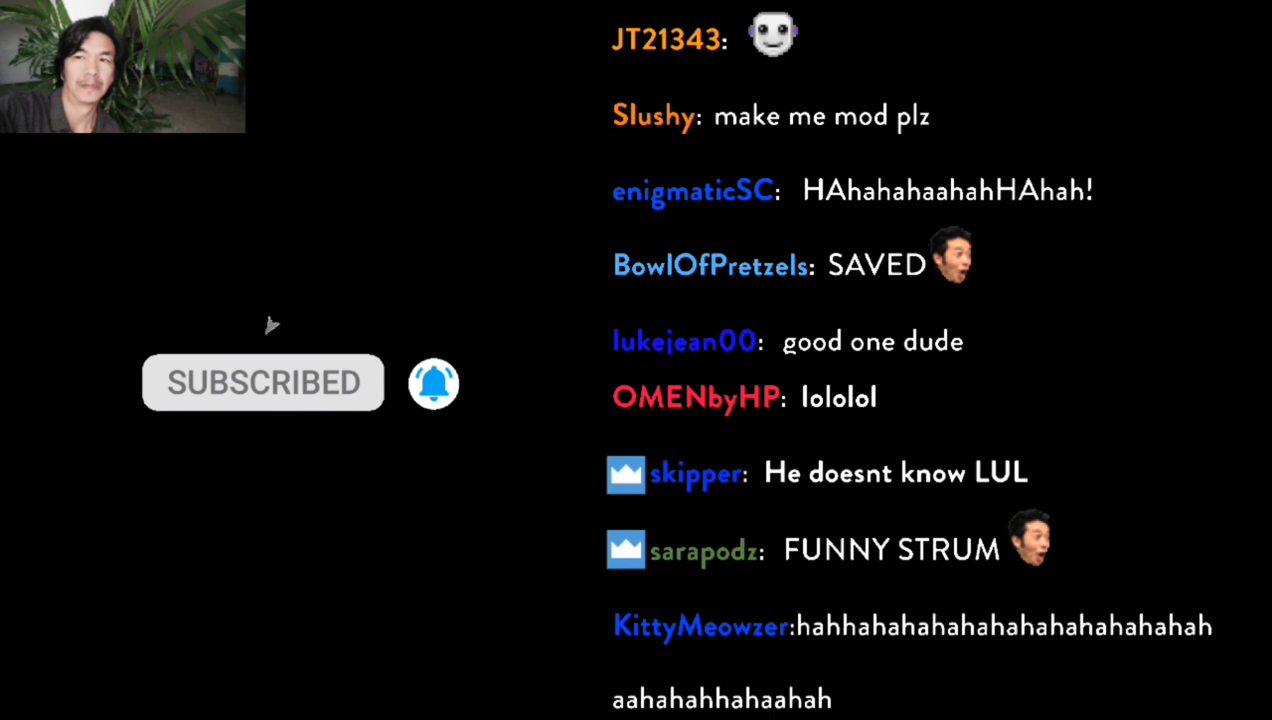 JT21343:
Slushy: make me mod plz
enigmaticSC: HAhahahaahahHAhah!
BowlOfPretzels: SAVED
lukejean00: good one dude
SUBSCRIBED
OMENbyHP: lololol
skipper: He doesnt know LUL
sarapodz: FUNNY STRUM
KittyMeowzer:hahhahahahahahahahahahahahah
aahahahhahaahah